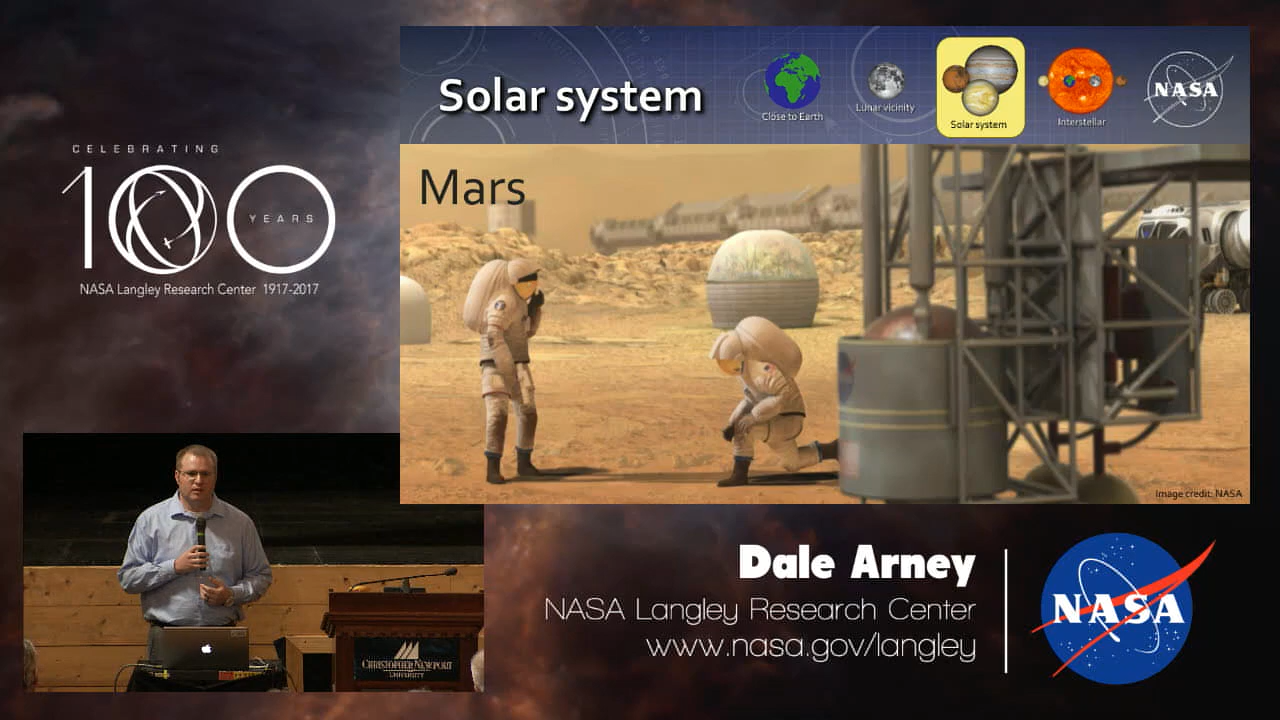 CELEBRATING
100
YEARS
NASA Langley Research Center 1917-2017
Solar system
Close to Earth
Lunar vicinity
Solar system
Interstellar
NASA
Mars
Image credit: NASA
CHRISTOPHER NEWPORT
UNIVERSITY
Dale Arney
NASA Langley Research Center
www.nasa.gov/langley
NASA